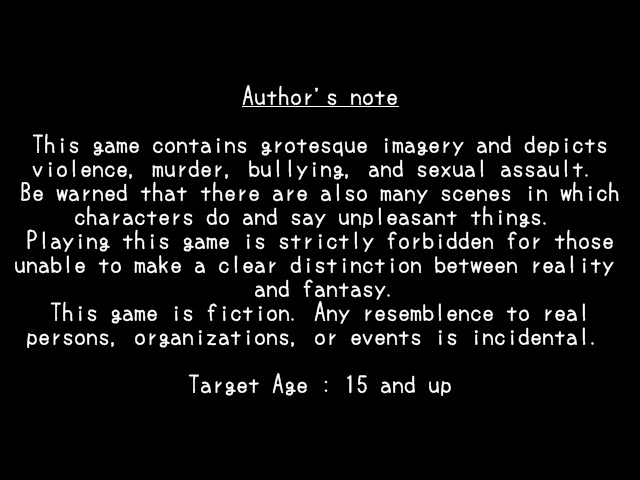 Author's note
This game contains grotesque imagery and depicts
violence, murder, bullying, and sexual assault.
Be warned that there are also many scenes in which
characters do and say unpleasant things.
Playing this game is strictly forbidden for those
unable to make a clear distinction between reality
and fantasy.
This game is fiction. Any resemblence to real
persons, organizations, or events is incidental.
Target Age : 15 and up